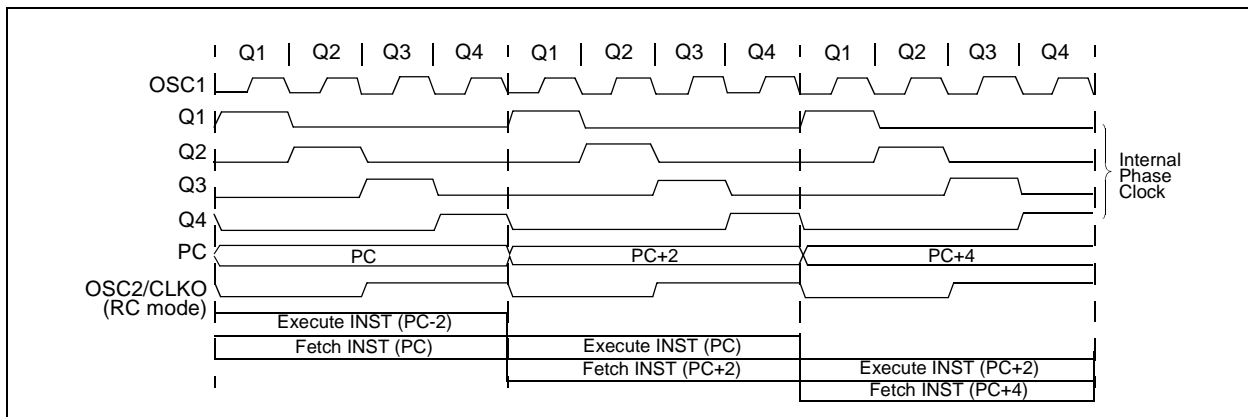 Q1 Q2 Q3 Q4 Q1 Q2 Q3 Q4 Q1 Q2 Q3 Q4
OSC1
Q1
Q2
Q3
Q4
Internal
Phase
Clock
PC PC PC+2 PC+4
OSC2/CLKO
(RC mode)
Execute INST (PC-2)
Fetch INST (PC) Execute INST (PC)
Fetch INST (PC+2) Execute INST (PC+2)
Fetch INST (PC+4)